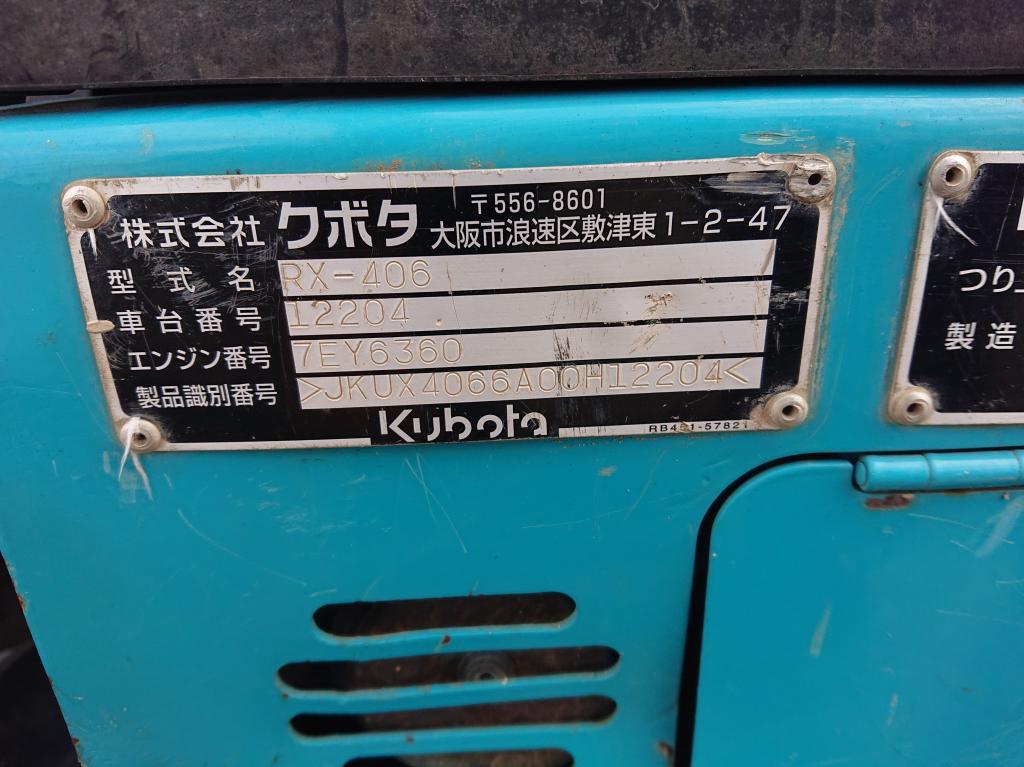 株式会社 クボタ 〒556-8601
大阪市浪速区敷津東1-2-47
型式名 RX-406
車台番号 12204
エンジン番号 7EY6360
製品識別番号 >JKUX4066A00H12204<
Kubota
つり上
製造